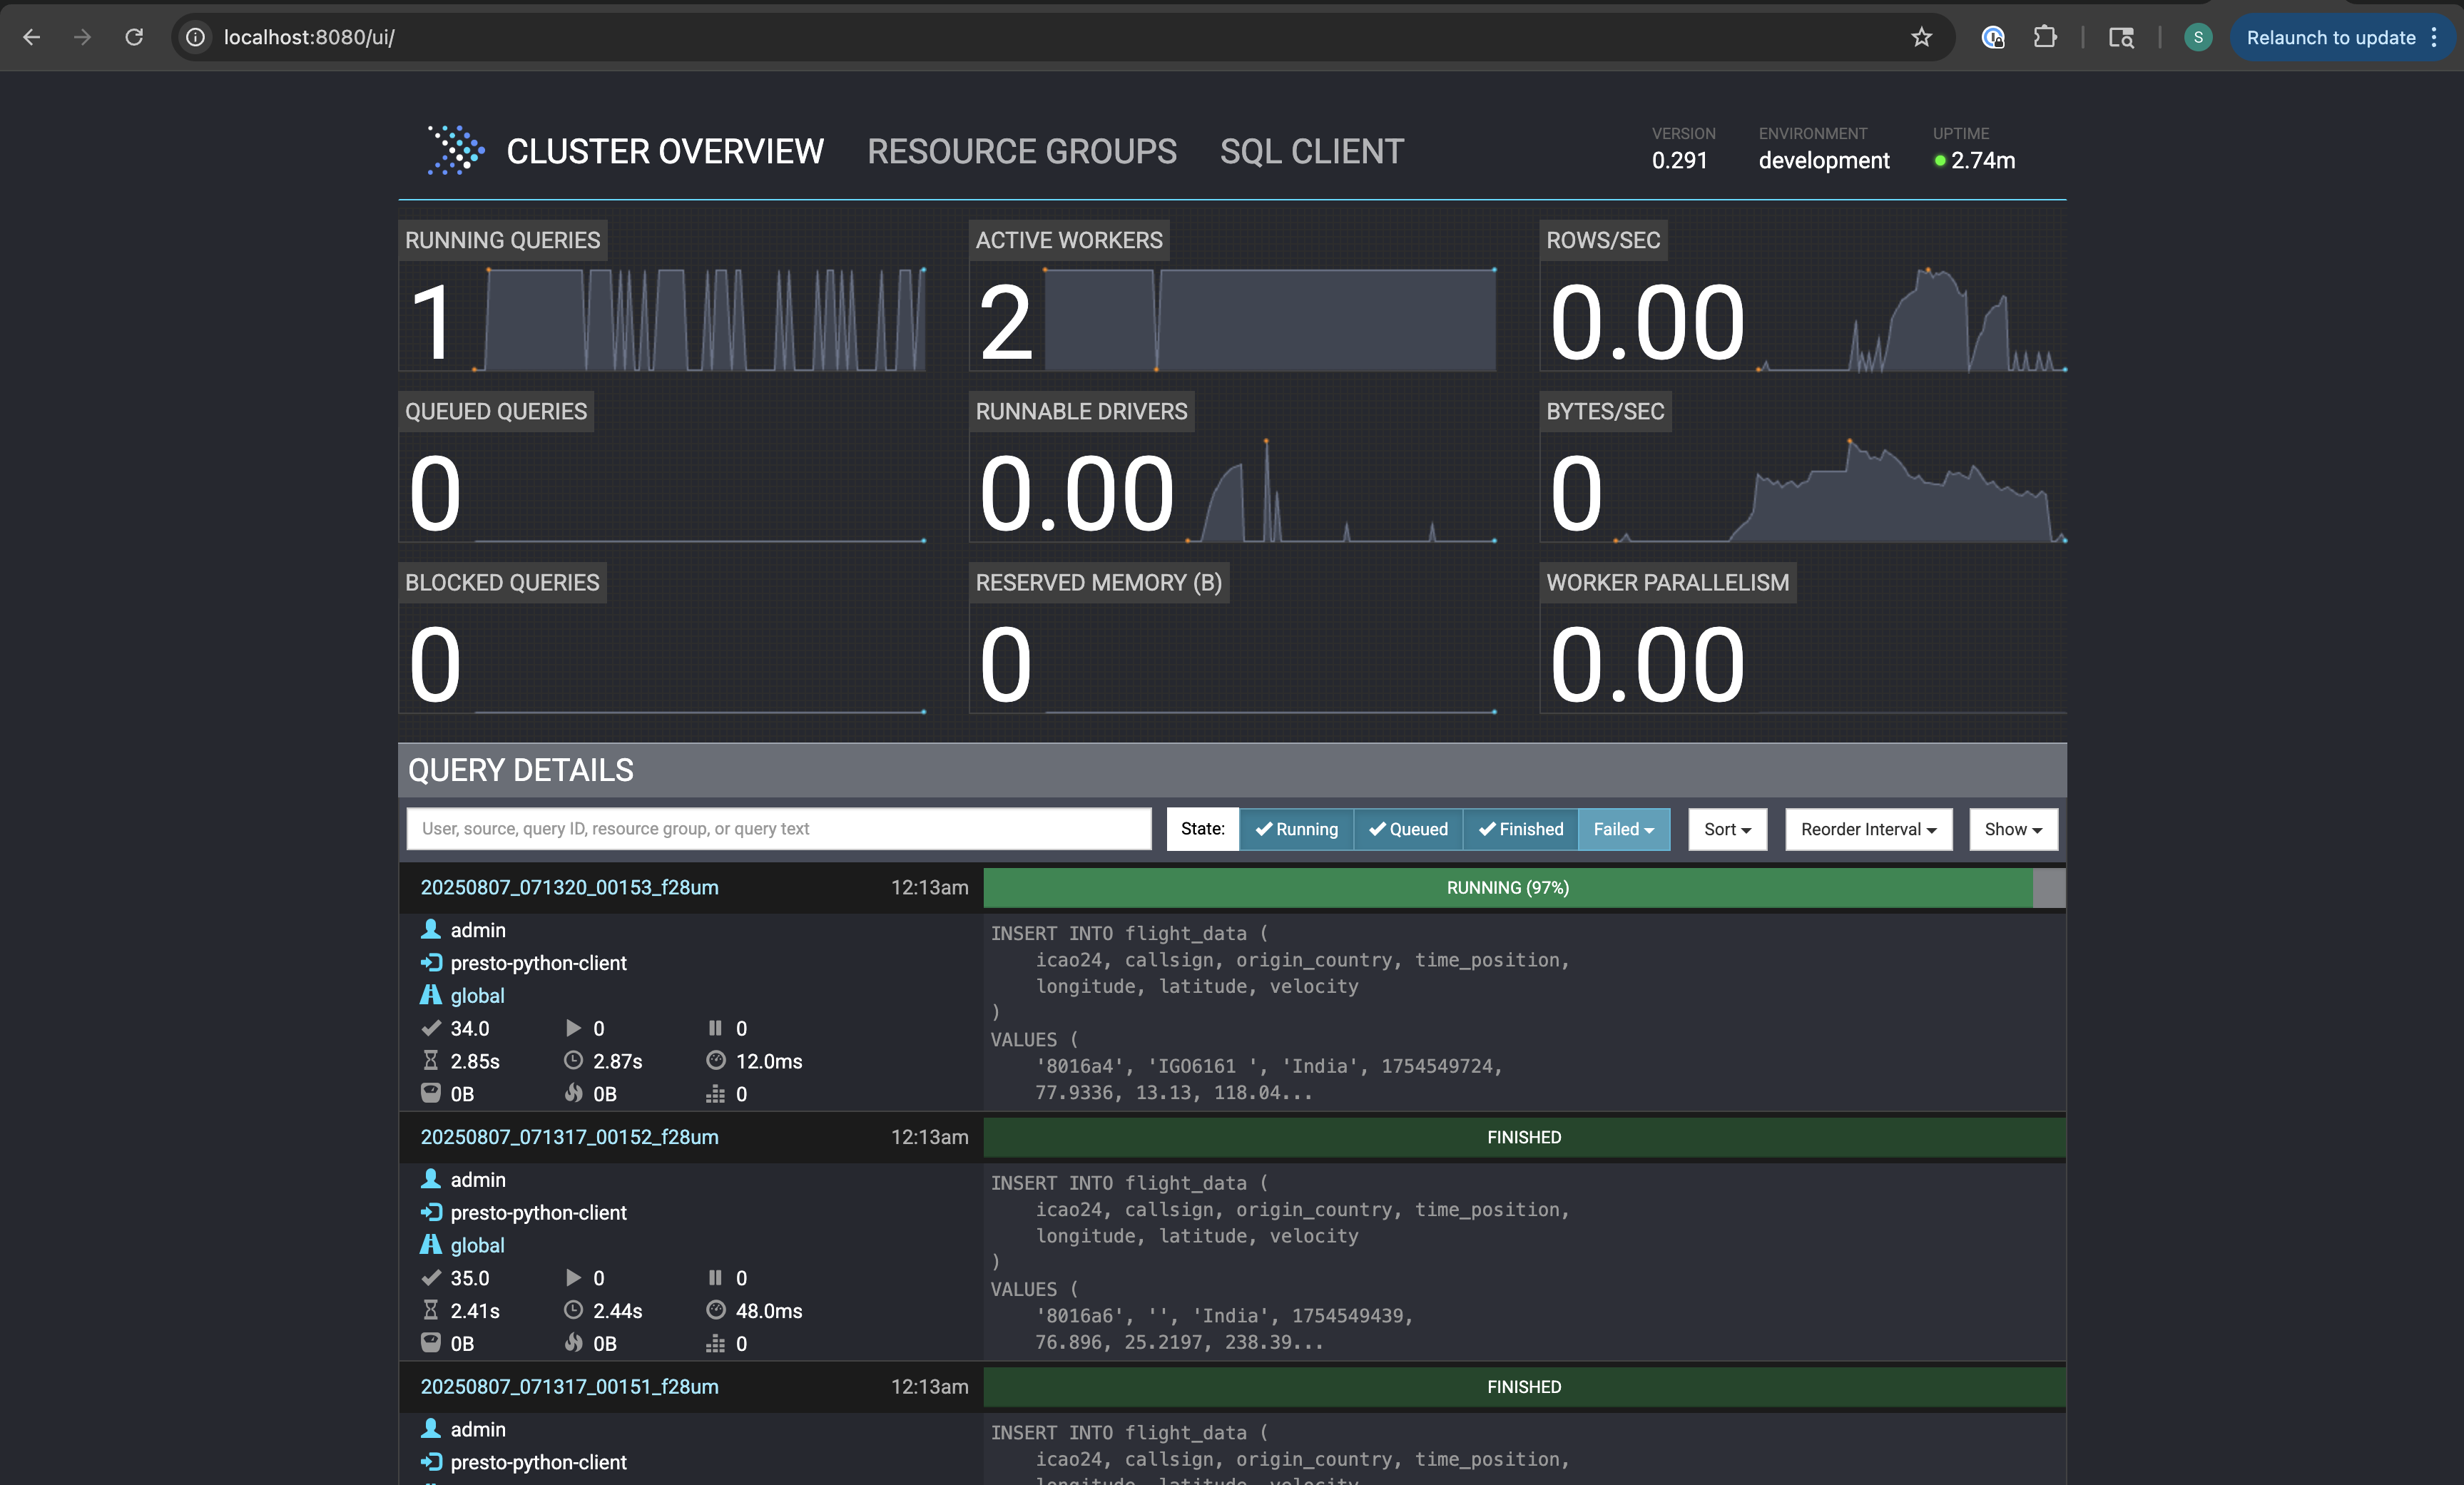 localhost:8080/ui/
S
Relaunch to update
CLUSTER OVERVIEW
RESOURCE GROUPS
SQL CLIENT
VERSION
0.291
ENVIRONMENT
development
UPTIME
2.74m
RUNNING QUERIES
1
ACTIVE WORKERS
2
ROWS/SEC
0.00
QUEUED QUERIES
0
RUNNABLE DRIVERS
0.00
BYTES/SEC
0
BLOCKED QUERIES
0
RESERVED MEMORY (B)
0
WORKER PARALLELISM
0.00
QUERY DETAILS
User, source, query ID, resource group, or query text
State: Running Queued Finished Failed Sort Reorder Interval Show
20250807_071320_00153_f28um 12:13am RUNNING (97%)
admin
presto-python-client
global
34.0 0 0
2.85s 2.87s 12.0ms
0B 0B 0
INSERT INTO flight_data (
icao24, callsign, origin_country, time_position,
longitude, latitude, velocity
)
VALUES (
'8016a4', 'IGO6161 ', 'India', 1754549724,
77.9336, 13.13, 118.04...
20250807_071317_00152_f28um 12:13am FINISHED
admin
presto-python-client
global
35.0 0 0
2.41s 2.44s 48.0ms
0B 0B 0
INSERT INTO flight_data (
icao24, callsign, origin_country, time_position,
longitude, latitude, velocity
)
VALUES (
'8016a6', '', 'India', 1754549439,
76.896, 25.2197, 238.39...
20250807_071317_00151_f28um 12:13am FINISHED
admin
presto-python-client
INSERT INTO flight_data (
icao24, callsign, origin_country, time_position,
longitude, latitude, velocity